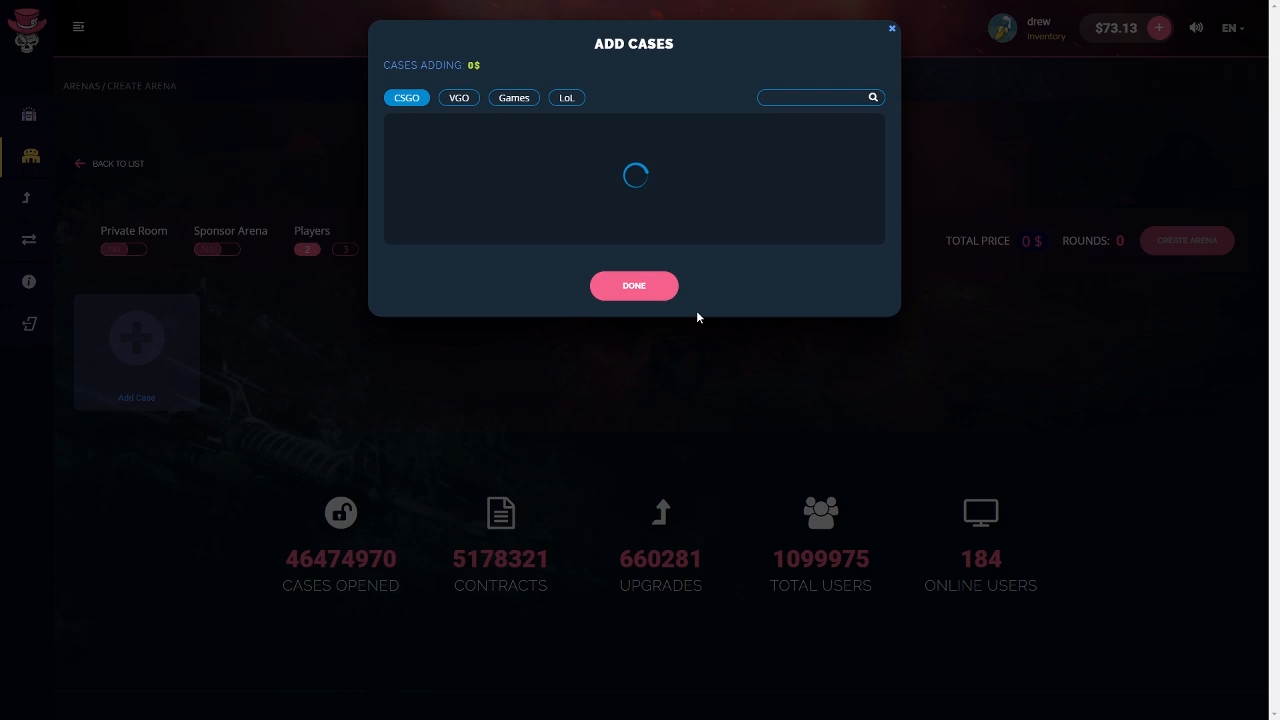 drew
Inventory
$73.13
EN
ADD CASES
CASES ADDING 0$
CSGO
VGO
Games
LoL
ARENAS / CREATE ARENA
BACK TO LIST
Private Room
Sponsor Arena
Players
2
3
TOTAL PRICE 0 $
ROUNDS: 0
CREATE ARENA
DONE
Add Case
46474970
CASES OPENED
5178321
CONTRACTS
660281
UPGRADES
1099975
TOTAL USERS
184
ONLINE USERS